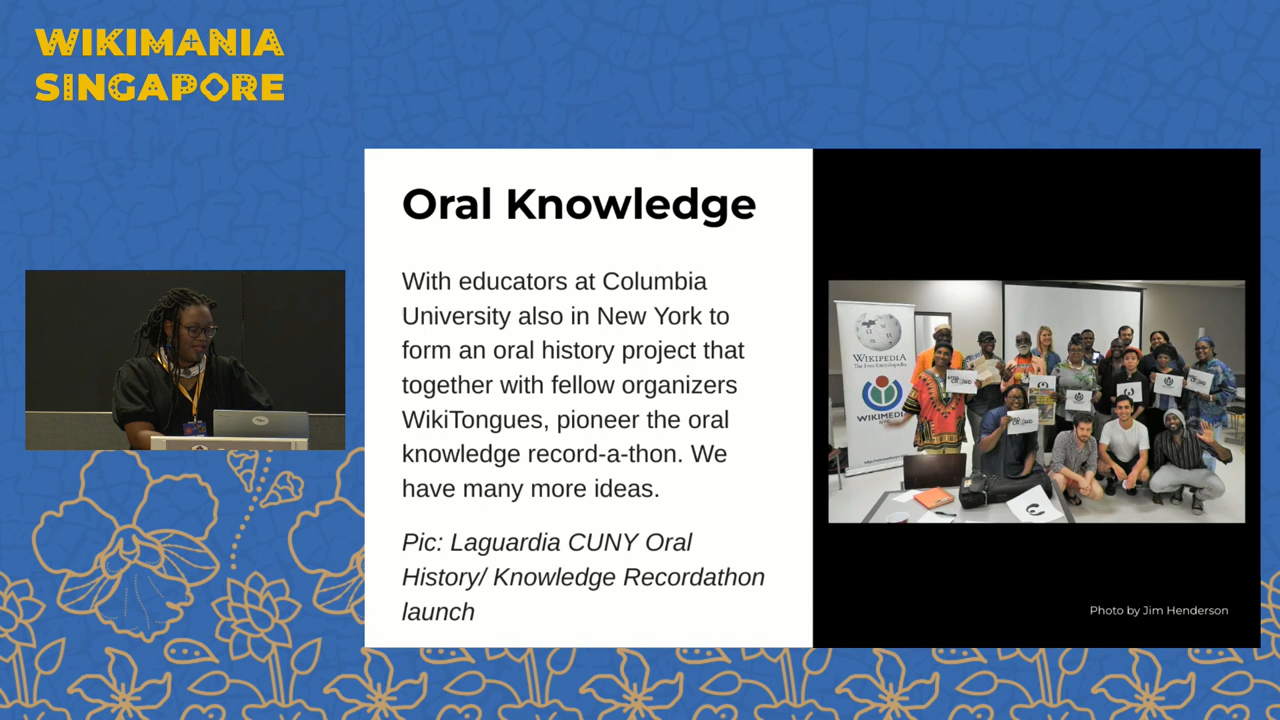 WIKIMANIA
SINGAPORE
Oral Knowledge
With educators at Columbia
University also in New York to
form an oral history project that
together with fellow organizers
WikiTongues, pioneer the oral
knowledge record-a-thon. We
have many more ideas.
Pic: Laguardia CUNY Oral
History/ Knowledge Recordathon
launch
WIKIPEDIA
The Free Encyclopedia
WIKIMEDI
Photo by Jim Henderson